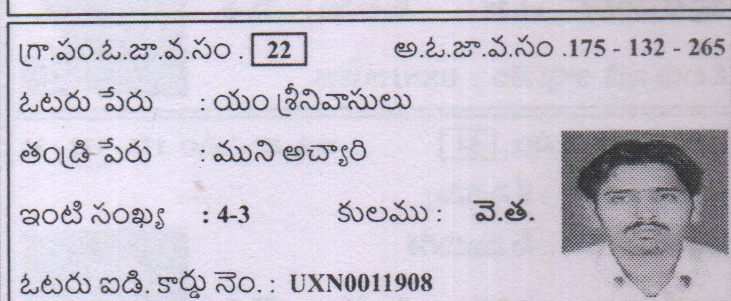 గ్రా.పం.ఓ.జా.వ.సం . 22 అ.ఓ.జా.వ.సం .175 - 132 - 265
ఓటరు పేరు : యం శ్రీనివాసులు
తండ్రి పేరు : ముని అచ్యారి
ఇంటి సంఖ్య : 4-3 కులము : వె.త.
ఓటరు ఐడి. కార్డు నెం. : UXN0011908